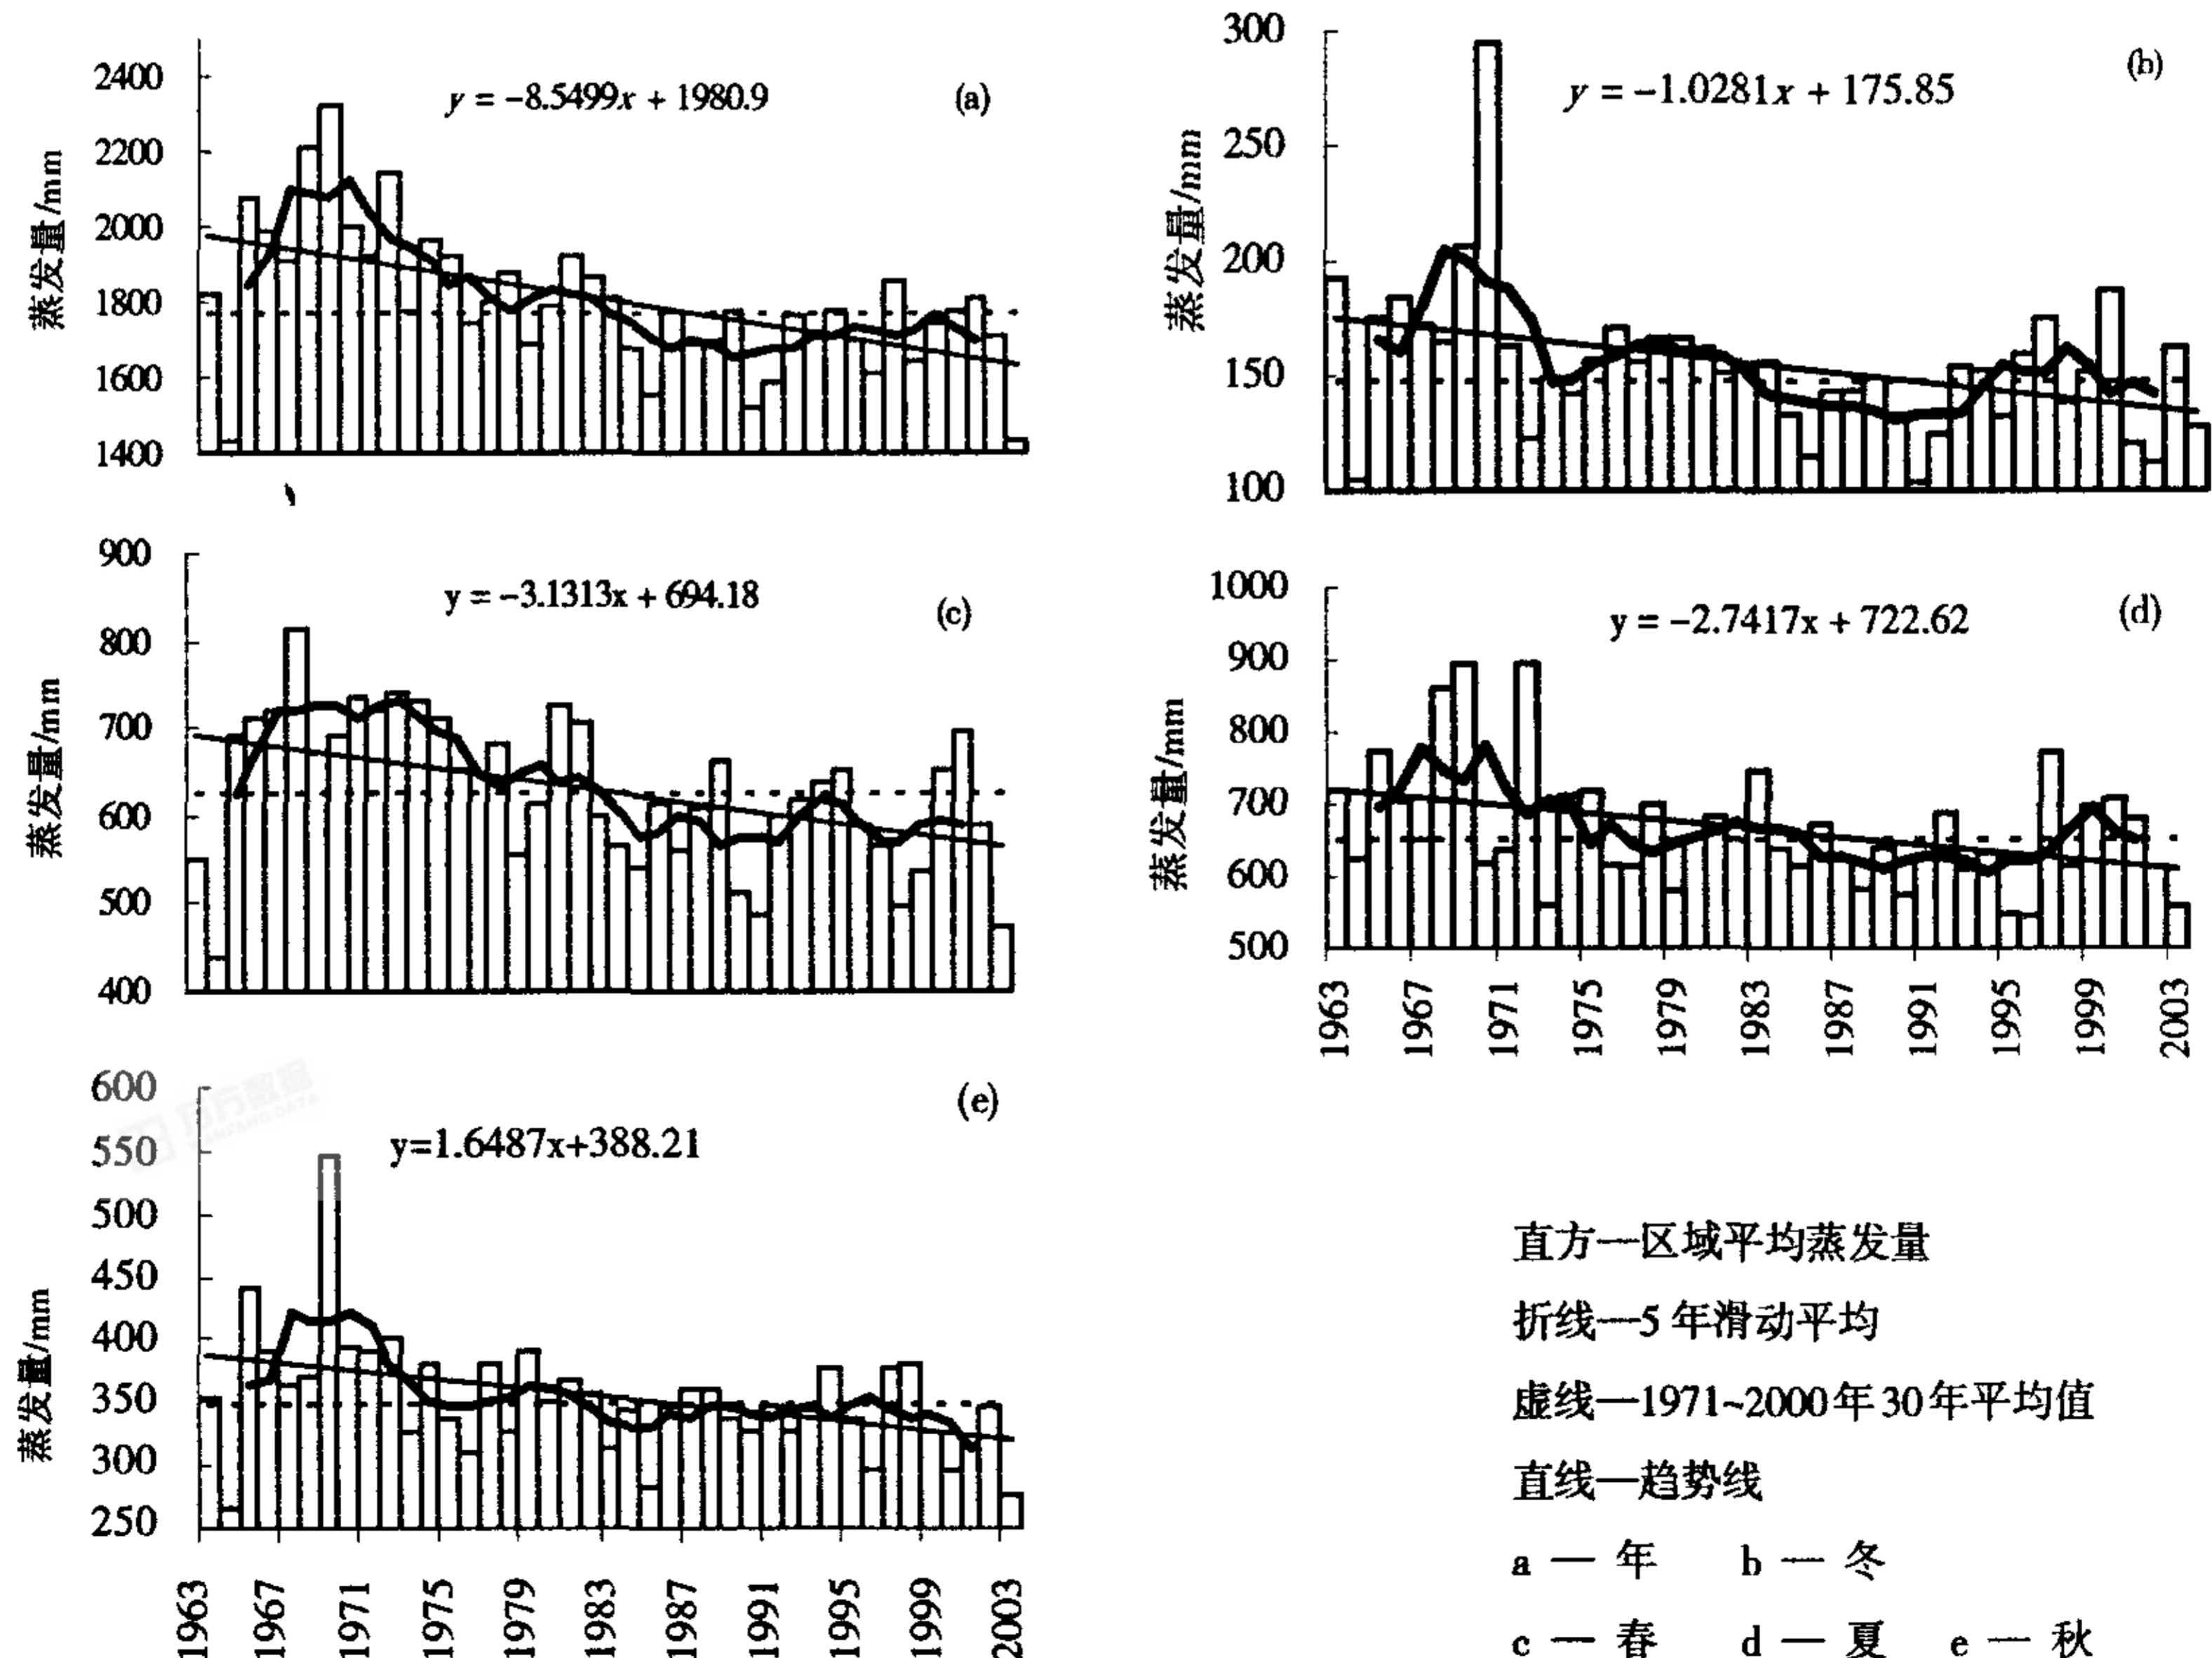 2400
2200
2000
1800
1600
1400
蒸发量/mm
y = −8.5499x + 1980.9
(a)
300
250
200
150
100
蒸发量/mm
y = −1.0281x + 175.85
(b)
900
800
700
600
500
400
蒸发量/mm
y = −3.1313x + 694.18
(c)
1000
900
800
700
600
500
蒸发量/mm
y = −2.7417x + 722.62
(d)
1963 1967 1971 1975 1979 1983 1987 1991 1995 1999 2003
600
550
500
450
400
350
300
250
蒸发量/mm
y=1.6487x+388.21
(e)
1963 1967 1971 1975 1979 1983 1987 1991 1995 1999 2003
万方数据
WANFANG DATA
直方—区域平均蒸发量
折线—5 年滑动平均
虚线—1971~2000年30年平均值
直线—趋势线
a — 年 b — 冬
c — 春 d — 夏 e — 秋